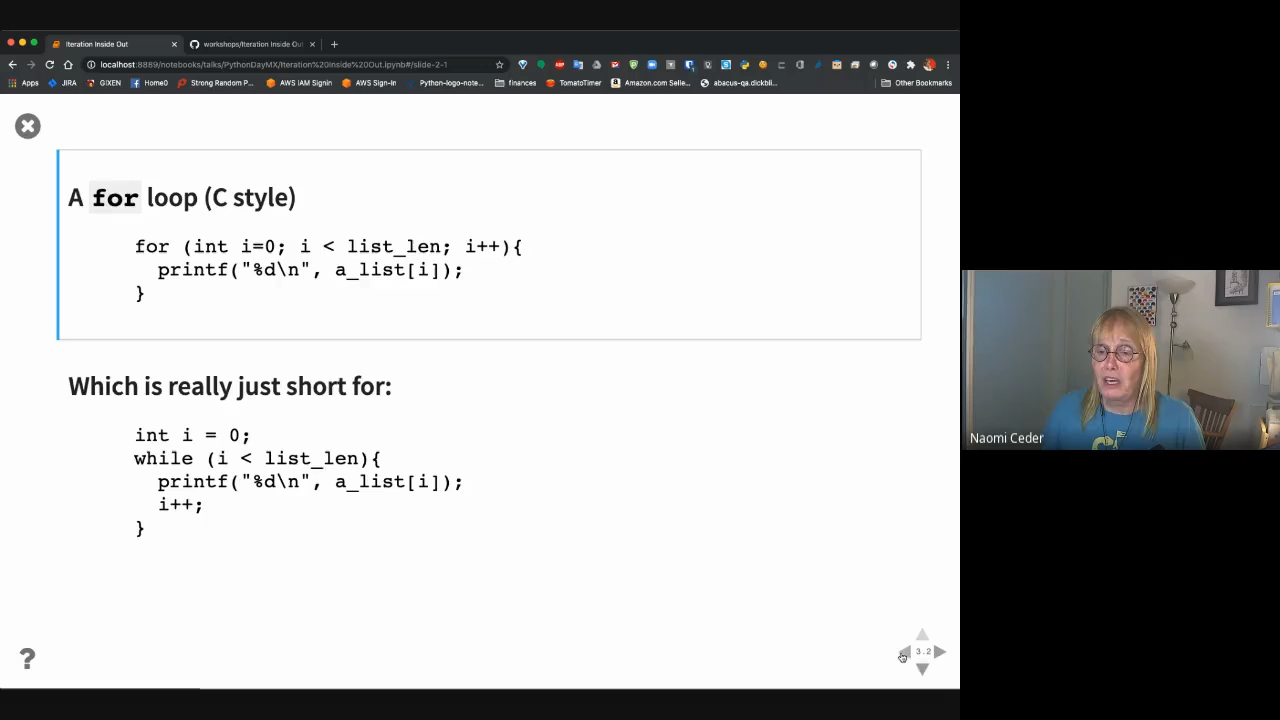 Iteration Inside Out
workshops/Iteration Inside Out
localhost:8889/notebooks/talks/PythonDayMX/Iteration%20Inside%20Out.ipynb#/slide-2-1
Apps JIRA GIXEN Home0 Strong Random P... AWS IAM Signin AWS Sign-In Python-logo-note... finances TomatoTimer Amazon.com Selle... abacus-qa.dickbli... Other Bookmarks
A for loop (C style)
for (int i=0; i < list_len; i++){
printf("%d\n", a_list[i]);
}
Which is really just short for:
int i = 0;
while (i < list_len){
printf("%d\n", a_list[i]);
i++;
}
Naomi Ceder
?
3.2